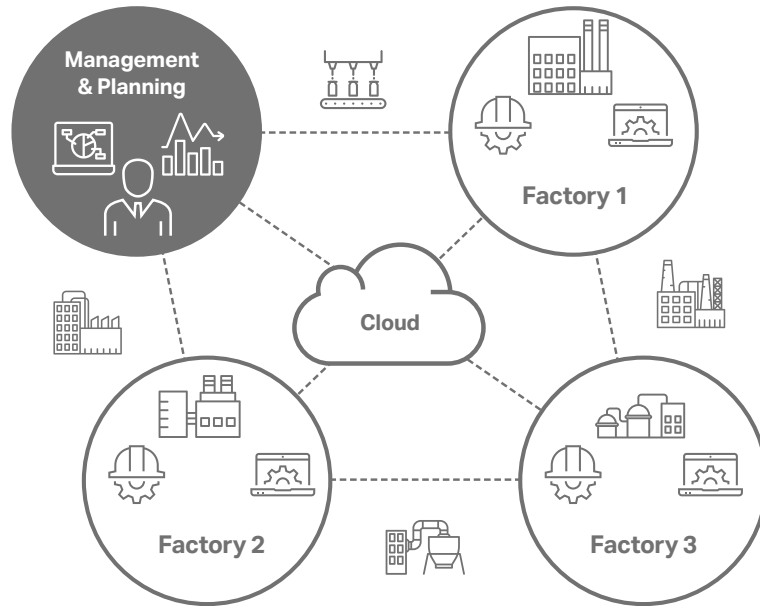 Management
& Planning
Factory 1
Cloud
Factory 2
Factory 3